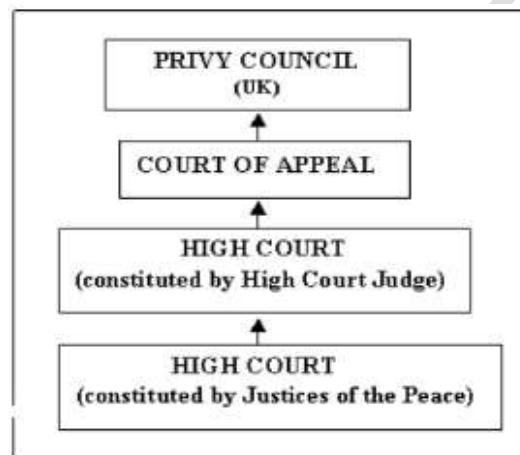 PRIVY COUNCIL
(UK)
COURT OF APPEAL
HIGH COURT
(constituted by High Court Judge)
HIGH COURT
(constituted by Justices of the Peace)